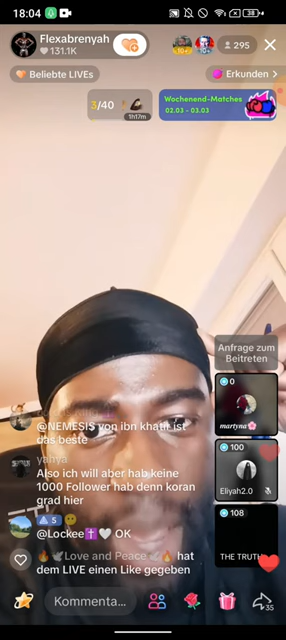 18:04
38
Flexabrenyah
131.1K
295
Beliebte LIVEs
Erkunden >
3/40
1h17m
Wochenend-Matches
02.03 - 03.03
Anfrage zum
Beitreten
0
martyna
@NEMESIS von ibn khatir ist
das beste
100
Eliyah2.0
yahya
Also ich will aber hab keine
1000 Follower hab denn koran
grad hier
108
THE TRUTH
5
@Lockee✝️🤍 OK
🔥🕊Love and Peace🕊🔥 hat
dem LIVE einen Like gegeben
Kommenta...
35